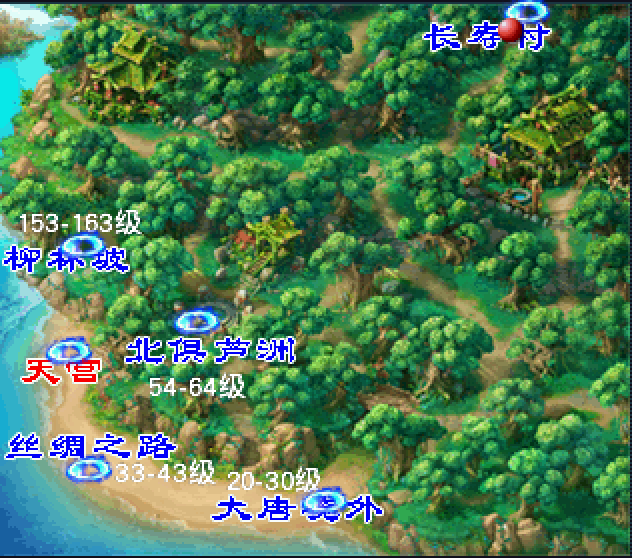 长寿村
153-163级
柳林坡
北俱芦洲
天宫
54-64级
丝绸之路
33-43级
20-30级
大唐境外